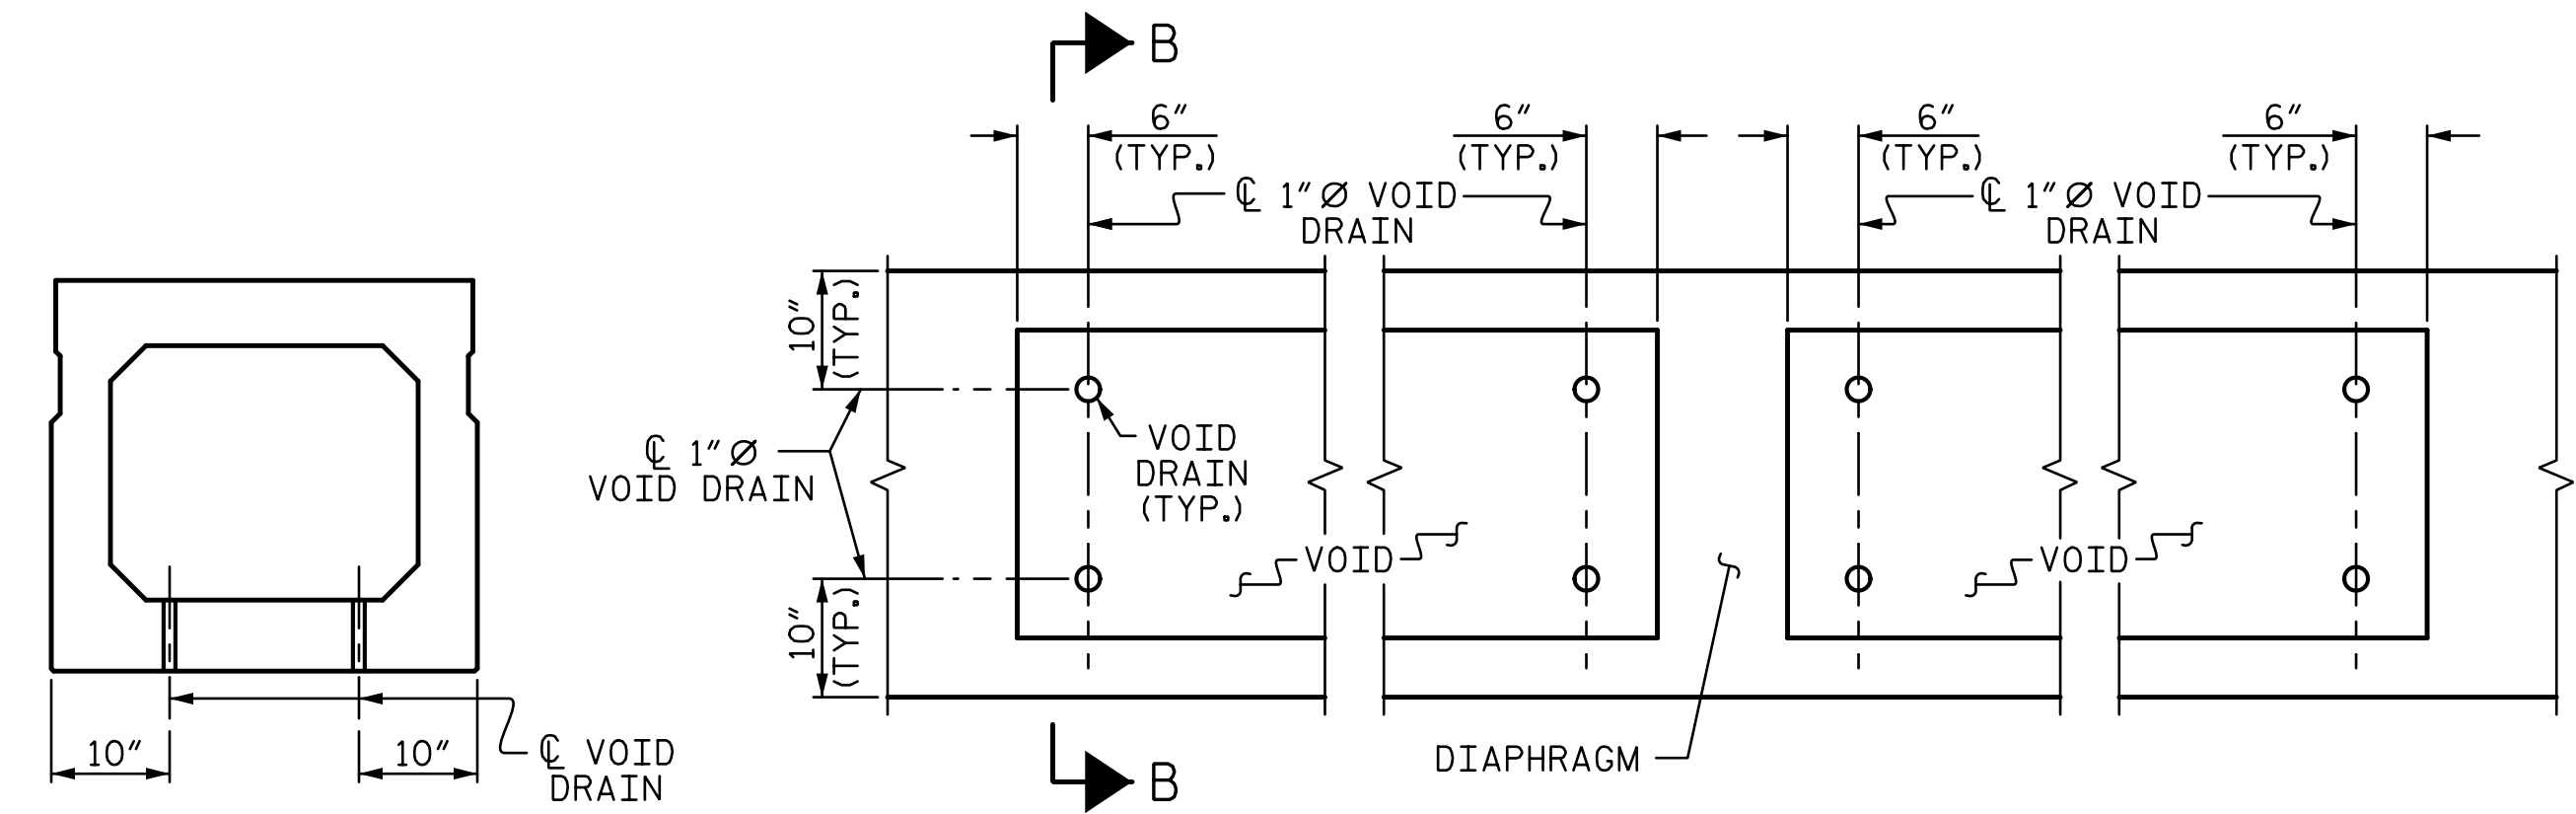 B
6" 6" 6" 6"
(TYP.) (TYP.) (TYP.) (TYP.)
℄ 1"Ø VOID
DRAIN
℄ 1"Ø VOID
DRAIN
10"
(TYP.)
℄ 1"Ø
VOID DRAIN
VOID
DRAIN
(TYP.)
VOID
VOID
10"
(TYP.)
10" 10"
℄ VOID
DRAIN
DIAPHRAGM
B